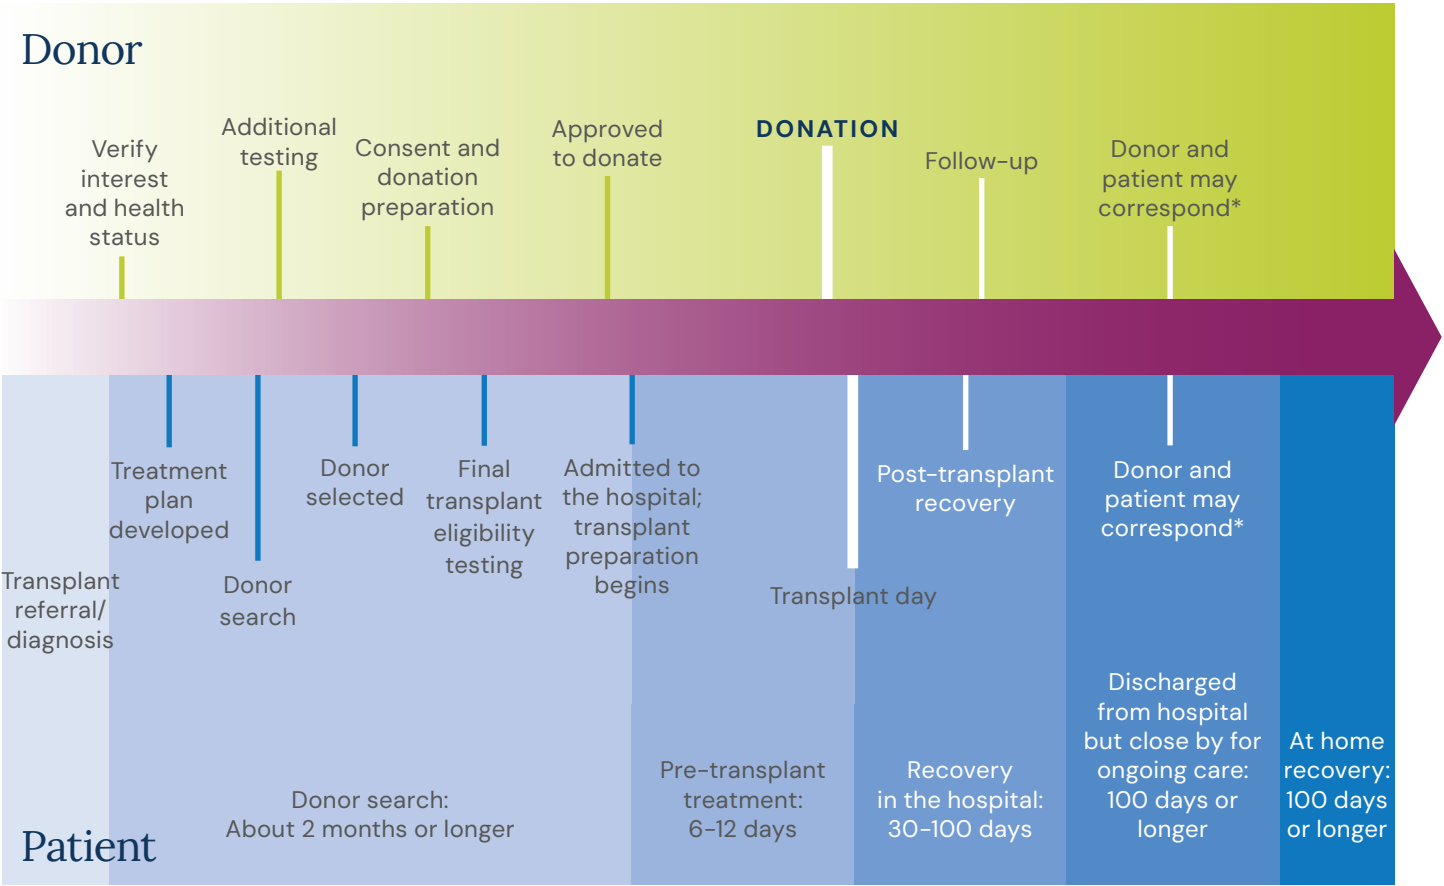 Donor
Verify
interest
and health
status
Additional
testing
Consent and
donation
preparation
Approved
to donate
DONATION
Follow-up
Donor and
patient may
correspond*
Transplant
referral/
diagnosis
Treatment
plan
developed
Donor
search
Donor
selected
Final
transplant
eligibility
testing
Admitted to
the hospital;
transplant
preparation
begins
Transplant day
Post-transplant
recovery
Donor and
patient may
correspond*
Patient
Donor search:
About 2 months or longer
Pre-transplant
treatment:
6-12 days
Recovery
in the hospital:
30-100 days
Discharged
from hospital
but close by for
ongoing care:
100 days or
longer
At home
recovery:
100 days
or longer